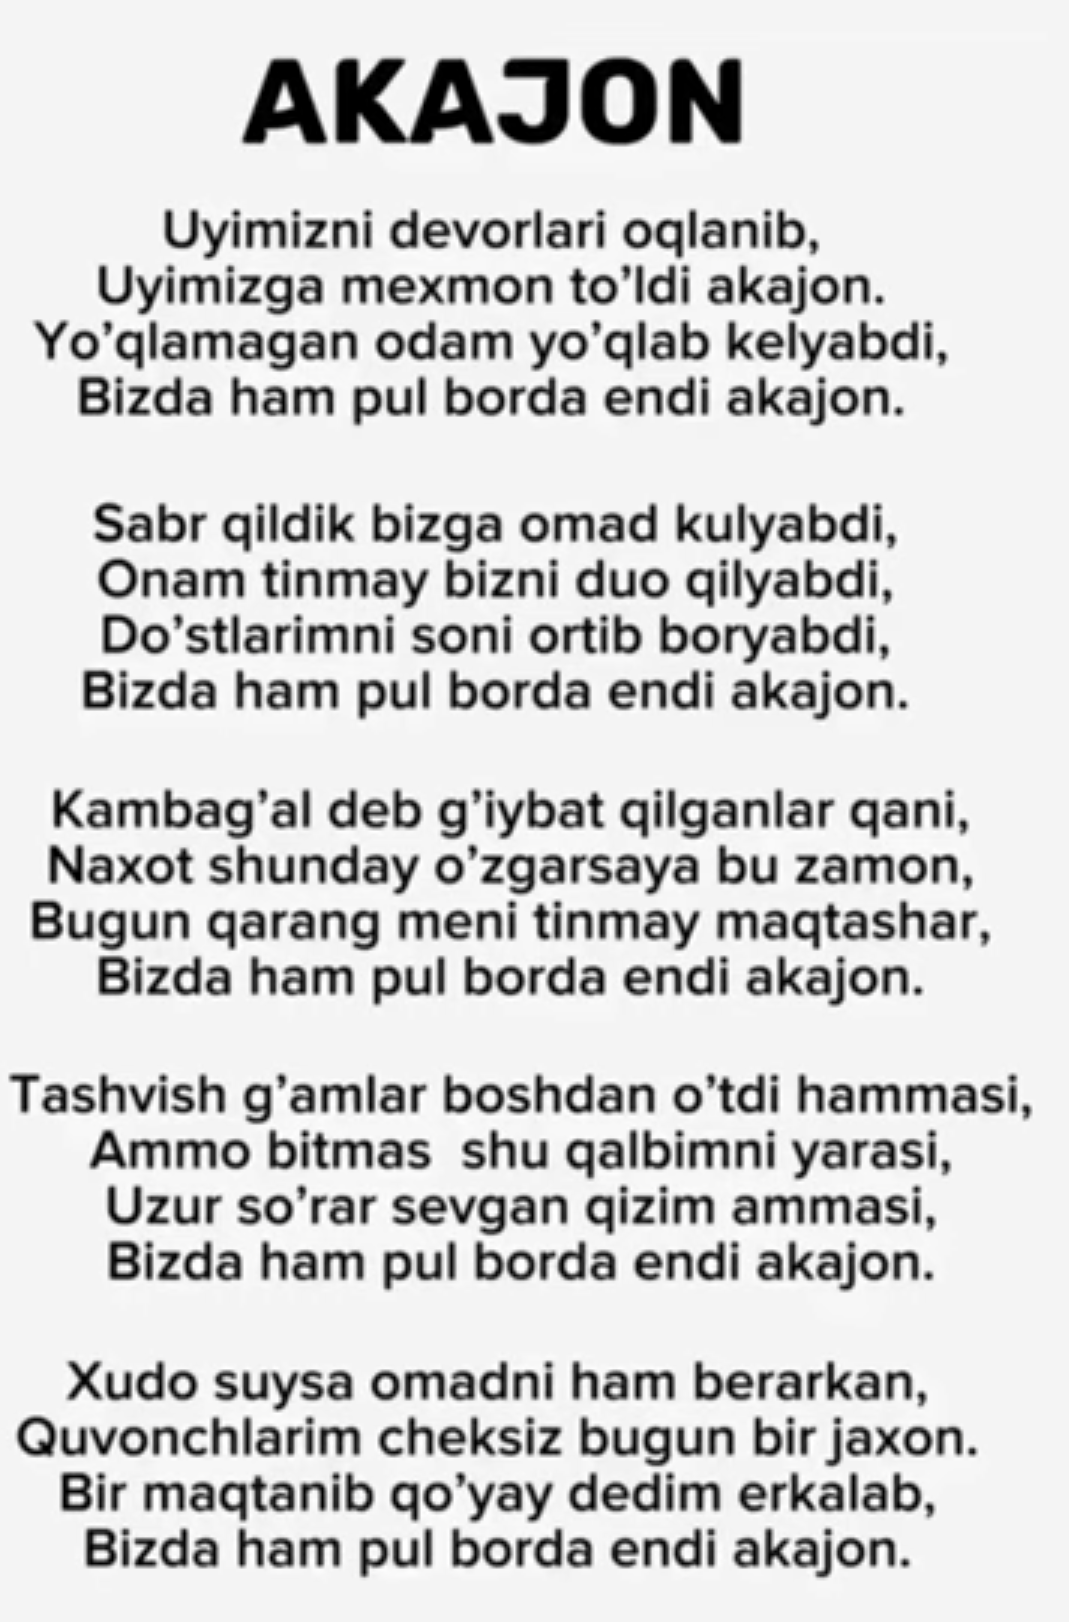 AKAJON
Uyimizni devorlari oqlanib,
Uyimizga mexmon to’ldi akajon.
Yo’qlamagan odam yo’qlab kelyabdi,
Bizda ham pul borda endi akajon.
Sabr qildik bizga omad kulyabdi,
Onam tinmay bizni duo qilyabdi,
Do’stlarimni soni ortib boryabdi,
Bizda ham pul borda endi akajon.
Kambag’al deb g’iybat qilganlar qani,
Naxot shunday o’zgarsaya bu zamon,
Bugun qarang meni tinmay maqtashar,
Bizda ham pul borda endi akajon.
Tashvish g’amlar boshdan o’tdi hammasi,
Ammo bitmas  shu qalbimni yarasi,
Uzur so’rar sevgan qizim ammasi,
Bizda ham pul borda endi akajon.
Xudo suysa omadni ham berarkan,
Quvonchlarim cheksiz bugun bir jaxon.
Bir maqtanib qo’yay dedim erkalab,
Bizda ham pul borda endi akajon.